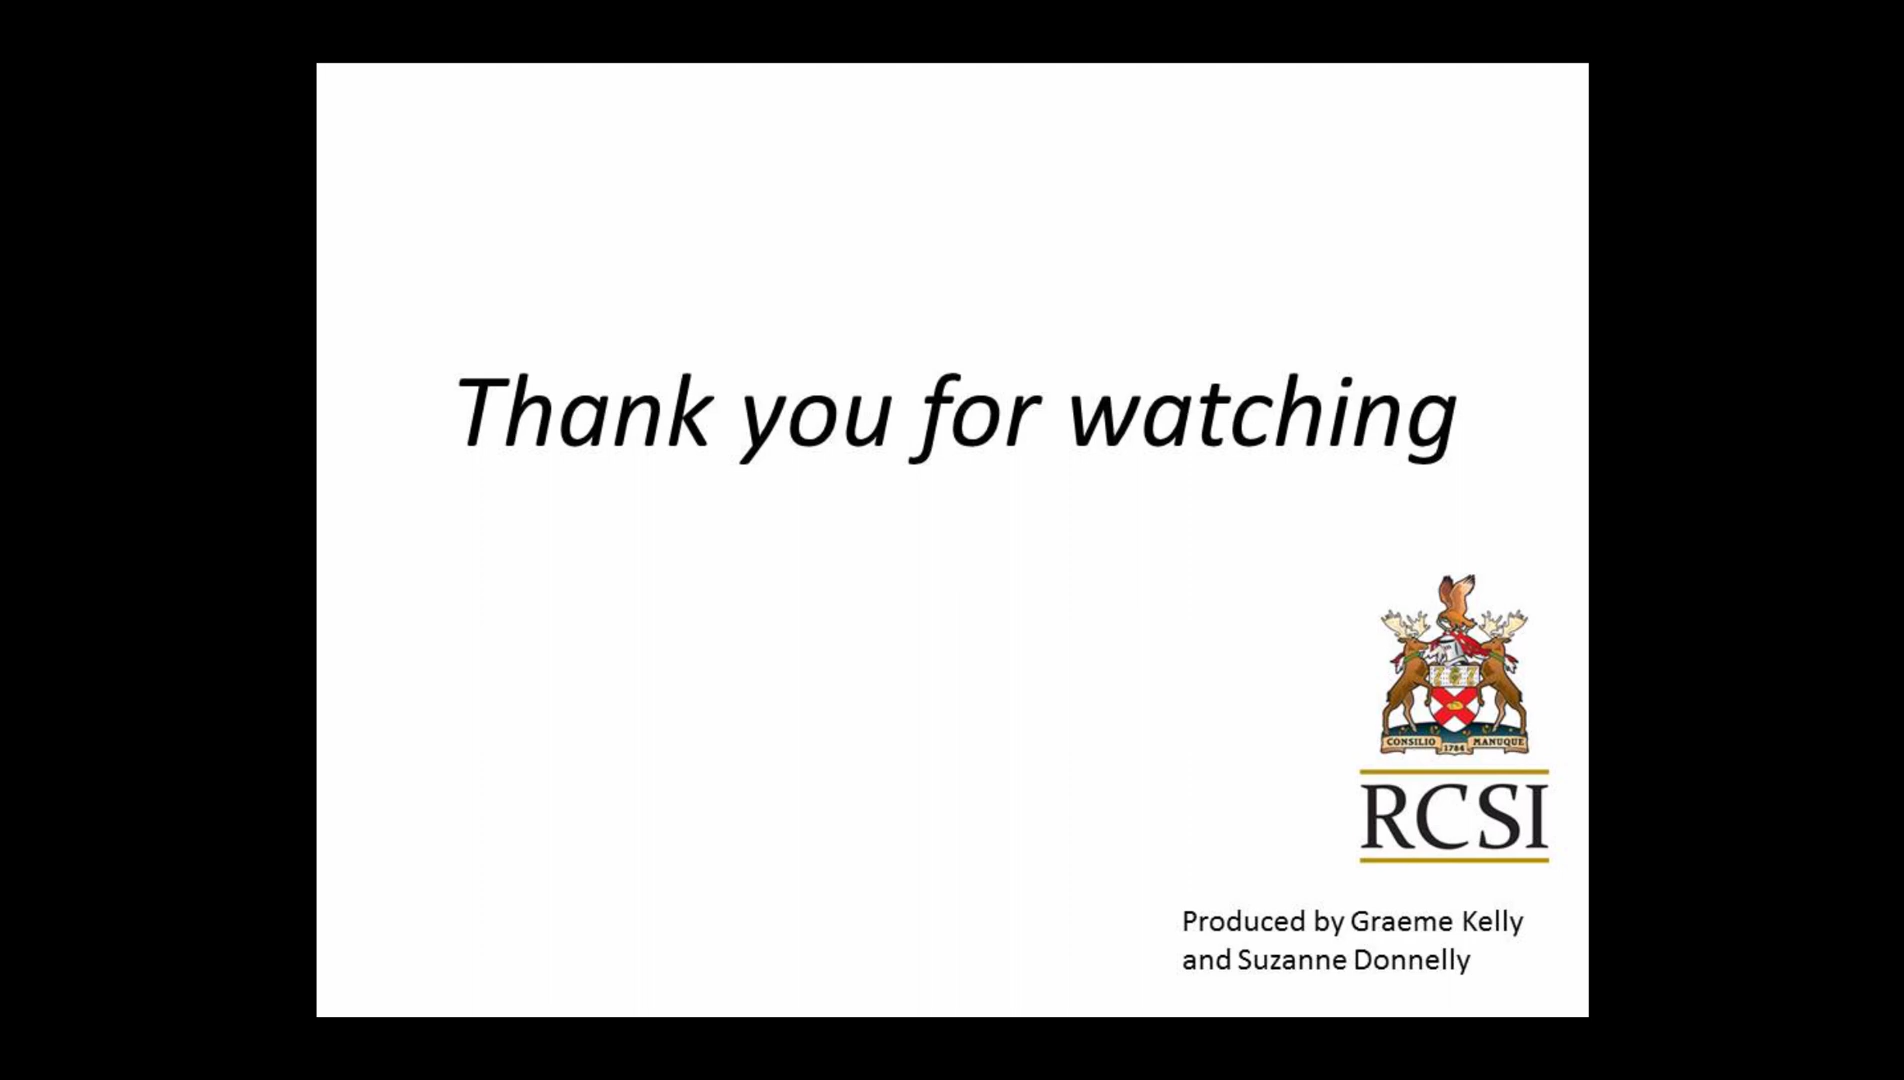 Thank you for watching
CONSILIO 1784 MANUQUE
RCSI
Produced by Graeme Kelly
and Suzanne Donnelly